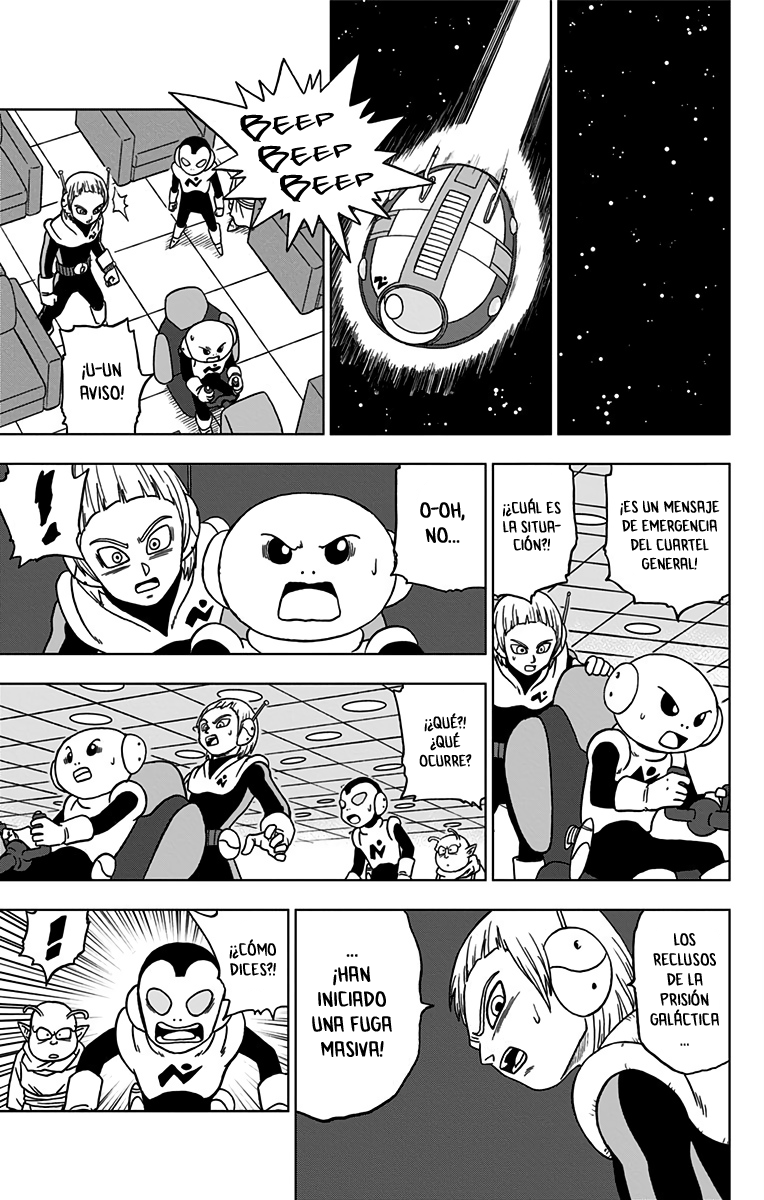 BEEP
BEEP
BEEP
¡U-UN
AVISO!
¡ES UN MENSAJE
DE EMERGENCIA
DEL CUARTEL
GENERAL!
¡¿CUÁL ES
LA SITUA-
CIÓN?!
O-OH,
NO...
!
¡¿QUÉ?!
¿QUÉ
OCURRE?
LOS
RECLUSOS
DE LA
PRISIÓN
GALÁCTICA
...
...
¡HAN
INICIADO
UNA FUGA
MASIVA!
¡¿CÓMO
DICES?!
!